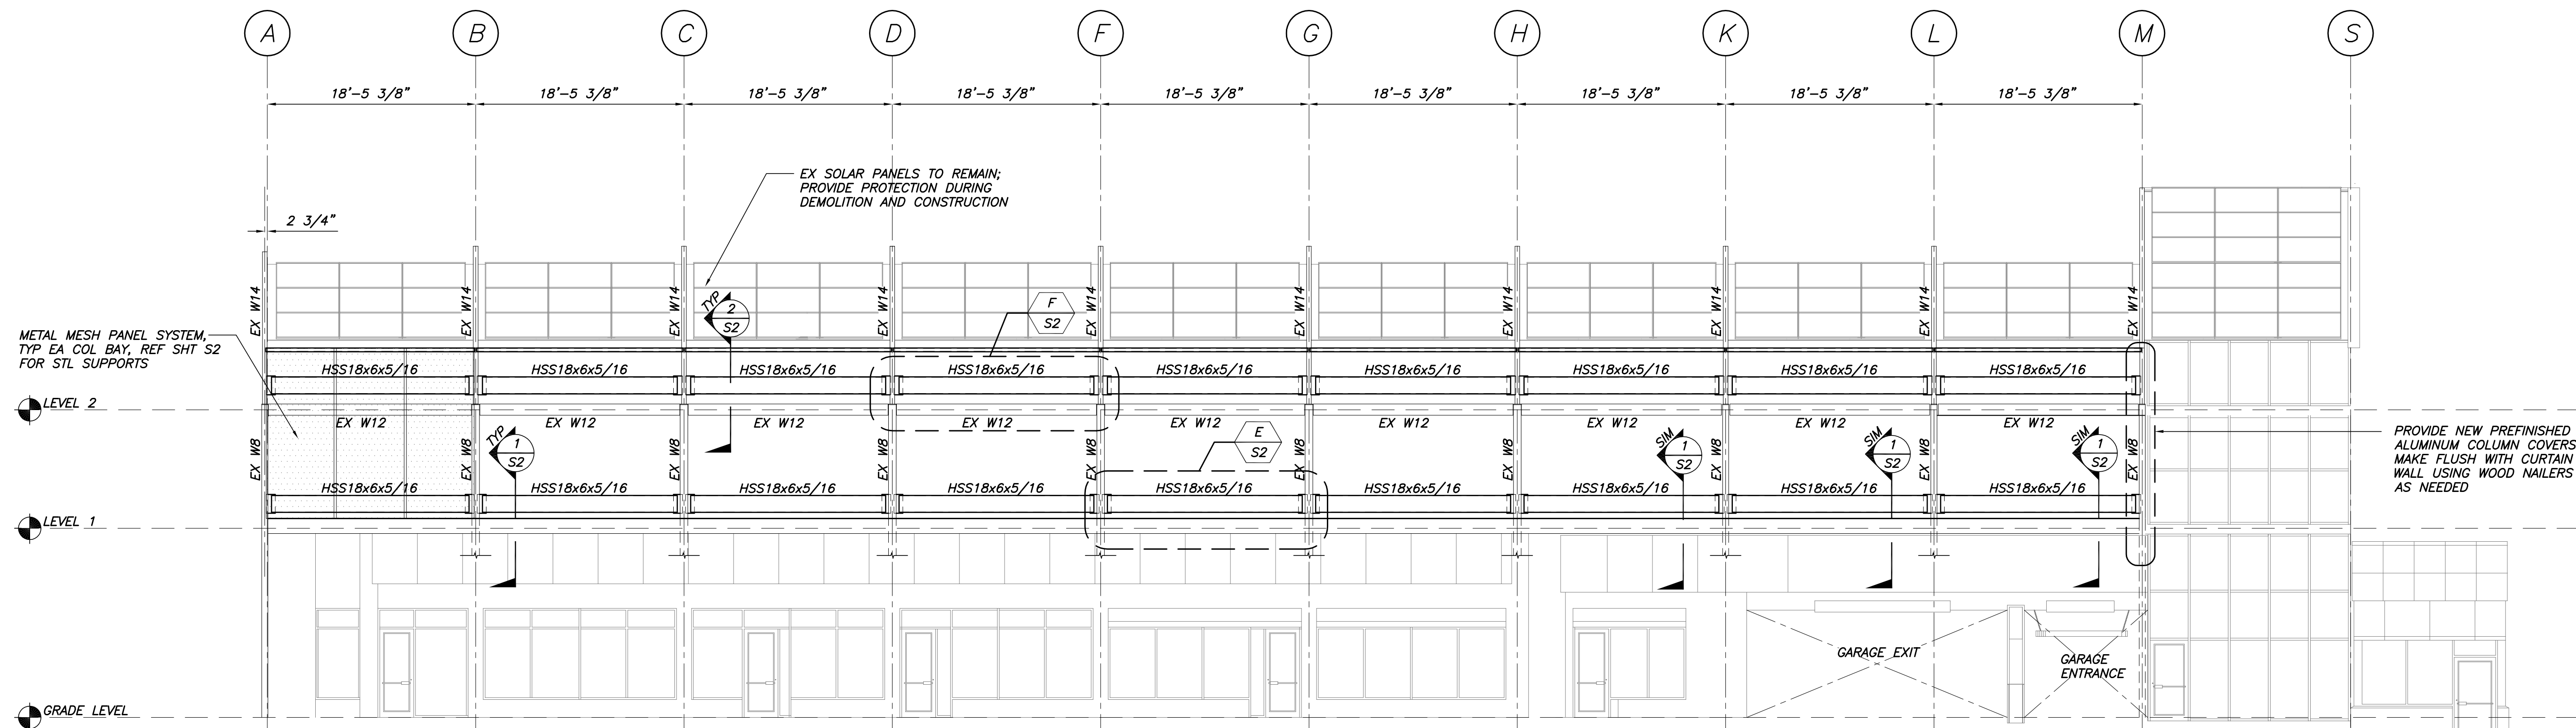 A B C D F G H K L M S
18'-5 3/8" 18'-5 3/8" 18'-5 3/8" 18'-5 3/8" 18'-5 3/8" 18'-5 3/8" 18'-5 3/8" 18'-5 3/8" 18'-5 3/8"
EX SOLAR PANELS TO REMAIN;
PROVIDE PROTECTION DURING
DEMOLITION AND CONSTRUCTION
2 3/4"
EX W14 EX W14 EX W14 EX W14 EX W14 EX W14 EX W14 EX W14 EX W14 EX W14
TYP
2
S2
F
S2
METAL MESH PANEL SYSTEM,
TYP EA COL BAY, REF SHT S2
FOR STL SUPPORTS
HSS18x6x5/16 HSS18x6x5/16 HSS18x6x5/16 HSS18x6x5/16 HSS18x6x5/16 HSS18x6x5/16 HSS18x6x5/16 HSS18x6x5/16 HSS18x6x5/16
LEVEL 2
EX W12 EX W12 EX W12 EX W12 EX W12 EX W12 EX W12 EX W12 EX W12
EX W8 EX W8 EX W8 EX W8 EX W8 EX W8 EX W8 EX W8 EX W8 EX W8
TYP
1
S2
E
S2
SIM
1
S2
SIM
1
S2
SIM
1
S2
PROVIDE NEW PREFINISHED
ALUMINUM COLUMN COVERS
MAKE FLUSH WITH CURTAIN
WALL USING WOOD NAILERS
AS NEEDED
HSS18x6x5/16 HSS18x6x5/16 HSS18x6x5/16 HSS18x6x5/16 HSS18x6x5/16 HSS18x6x5/16 HSS18x6x5/16 HSS18x6x5/16 HSS18x6x5/16
LEVEL 1
GARAGE EXIT
GARAGE
ENTRANCE
GRADE LEVEL